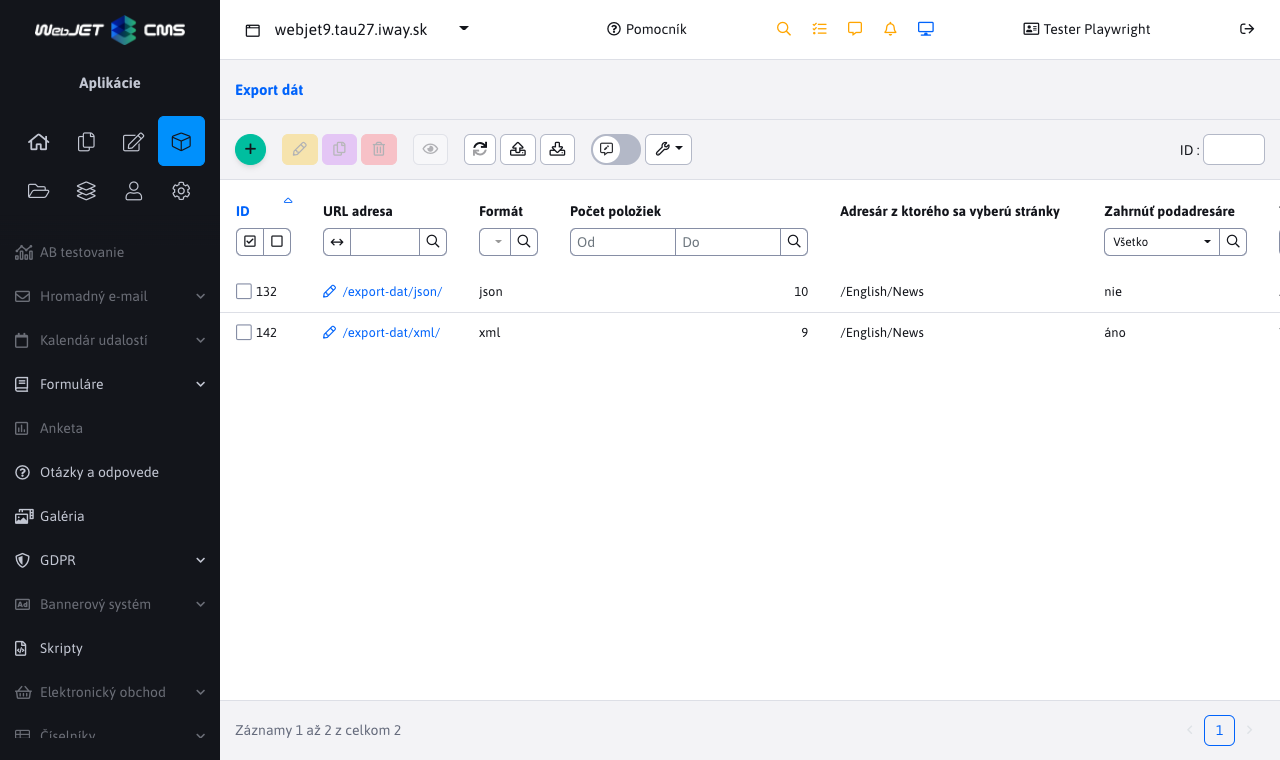 WebJET CMS
Aplikácie
AB testovanie
Hromadný e-mail
Kalendár udalostí
Formuláre
Anketa
Otázky a odpovede
Galéria
GDPR
Bannerový systém
Skripty
Elektronický obchod
Číselníky
webjet9.tau27.iway.sk
Pomocník
Tester Playwright
Export dát
ID :
ID
URL adresa
Formát
Počet položiek
Adresár z ktorého sa vyberú stránky
Zahrnúť podadresáre
Od
Do
Všetko
132 /export-dat/json/ json 10 /English/News nie
142 /export-dat/xml/ xml 9 /English/News áno
Záznamy 1 až 2 z celkom 2
1